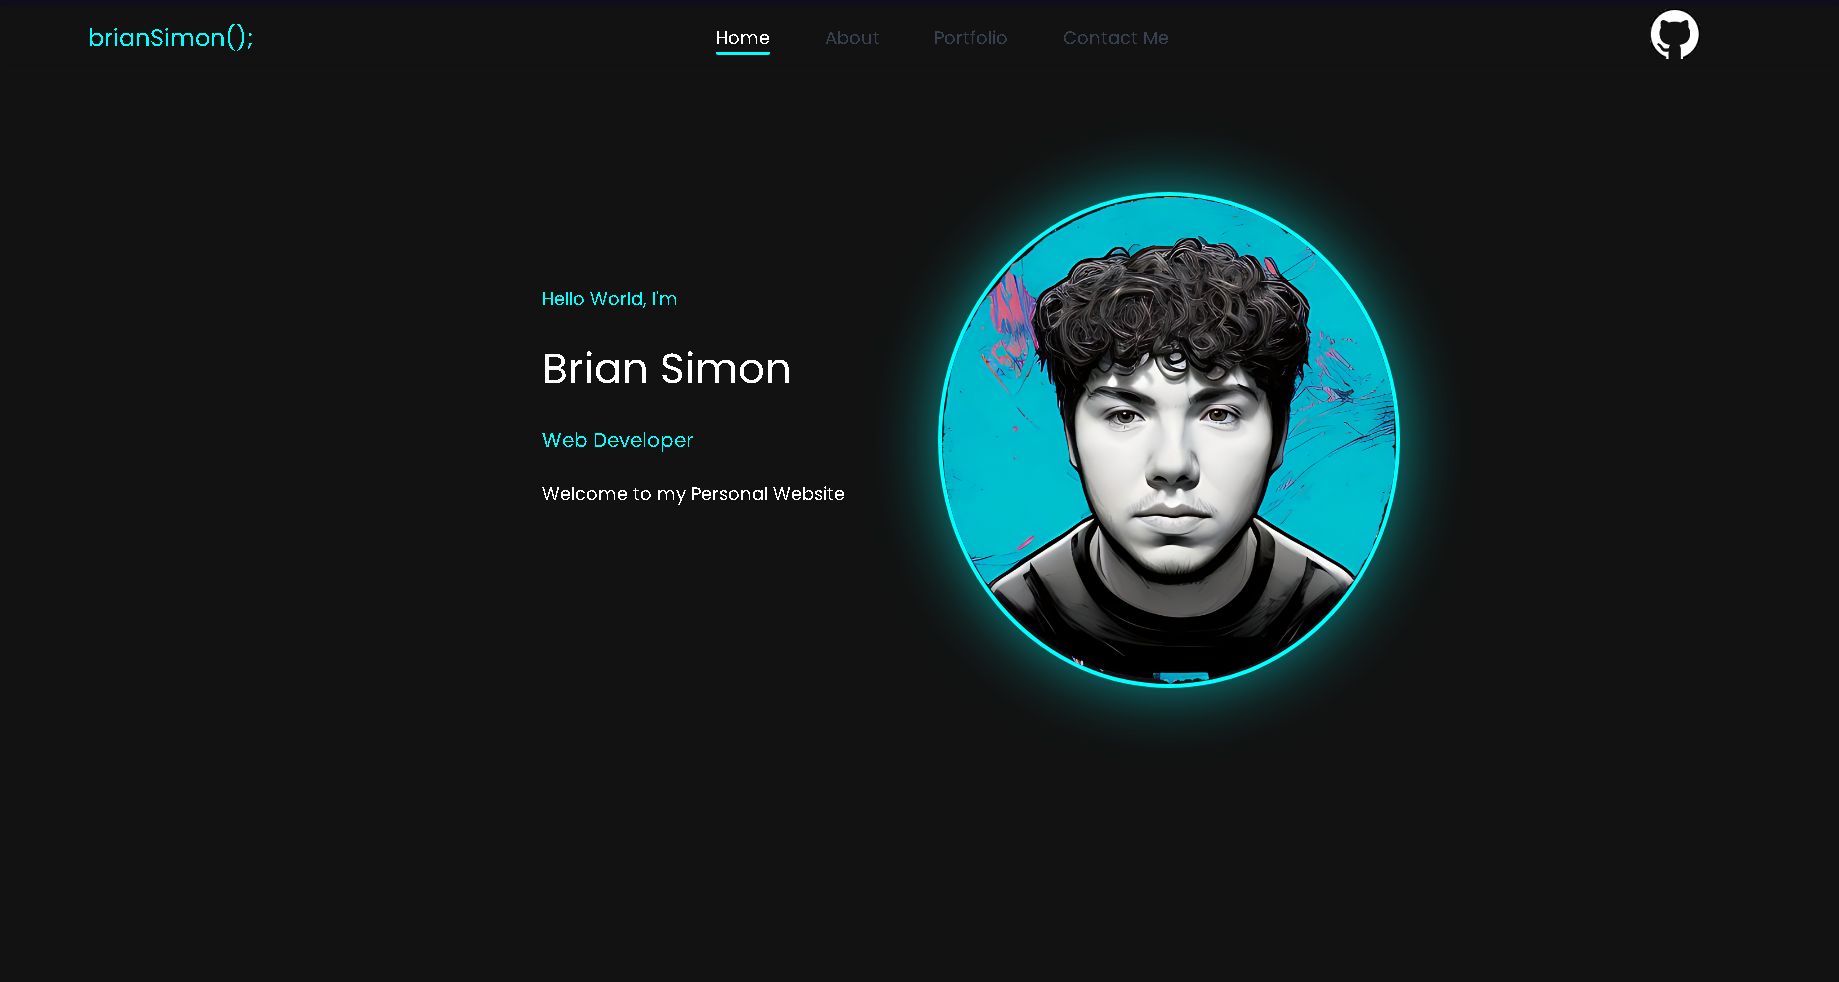 brianSimon();
Home About Portfolio Contact Me
Hello World, I'm
Brian Simon
Web Developer
Welcome to my Personal Website